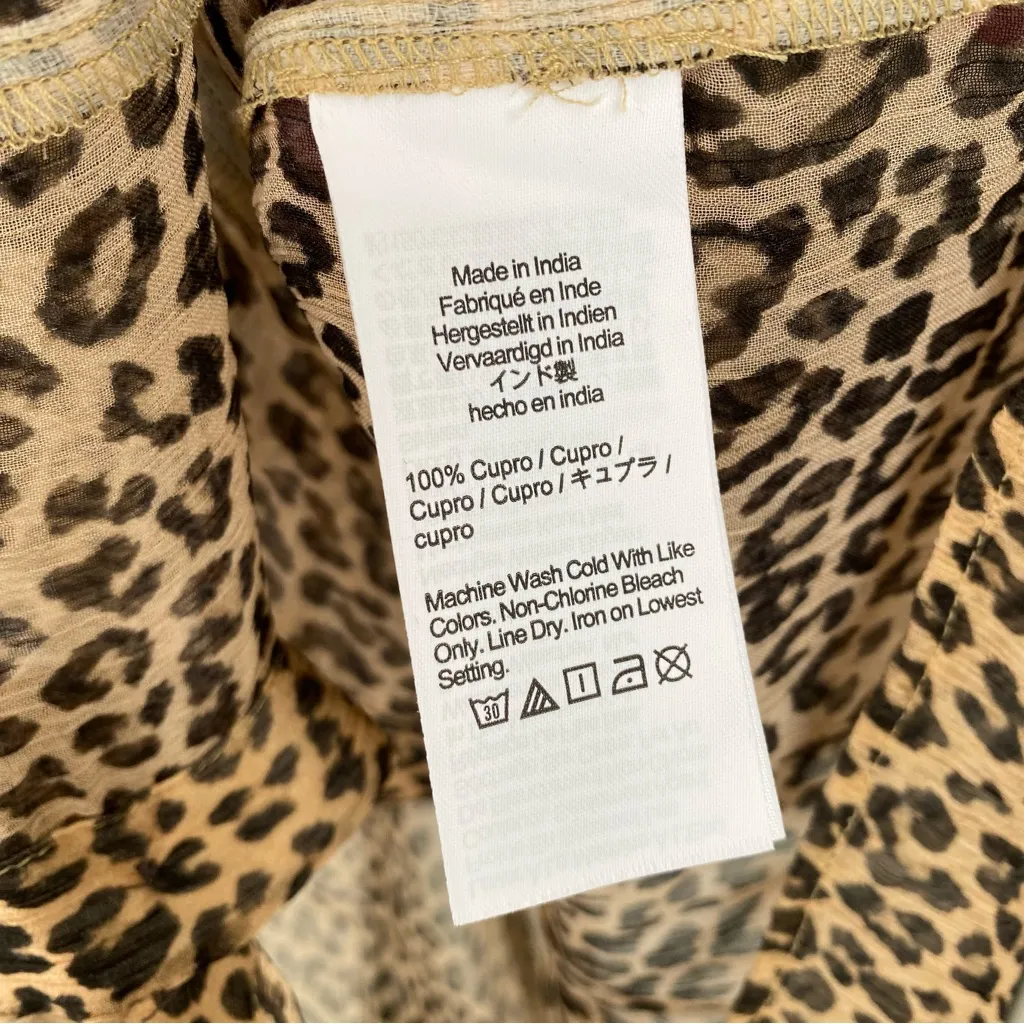 Made in India
Fabriqué en Inde
Hergestellt in Indien
Vervaardigd in India
インド製
hecho en india
100% Cupro / Cupro /
Cupro / Cupro / キュプラ /
cupro
Machine Wash Cold With Like
Colors. Non-Chlorine Bleach
Only. Line Dry. Iron on Lowest
Setting.
30